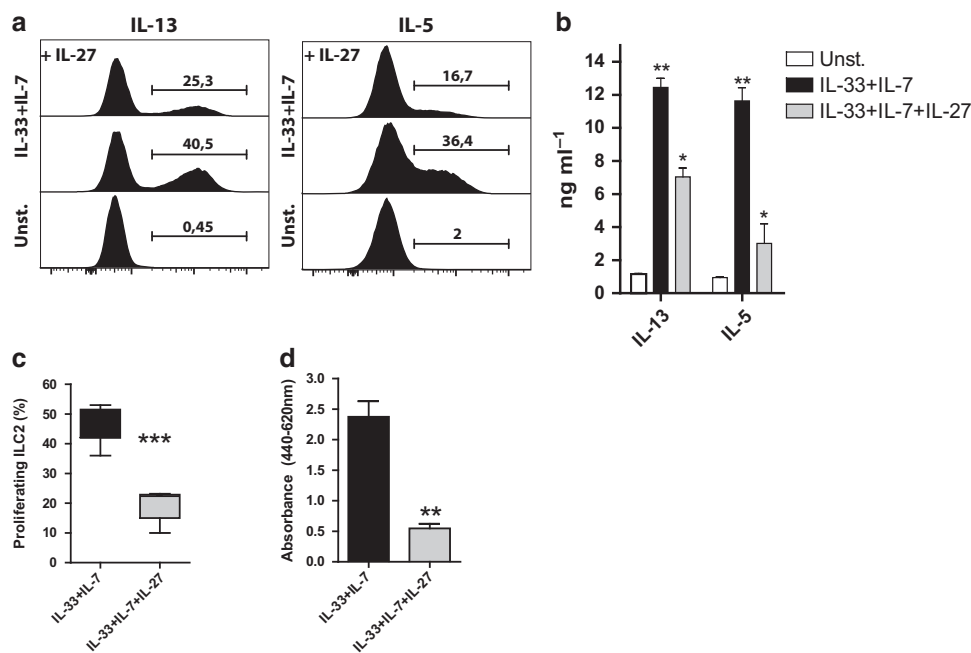 a
IL-13
IL-5
+ IL-27
25,3
40,5
0,45
IL-33+IL-7
Unst.
+ IL-27
16,7
36,4
2
IL-33+IL-7
Unst.
b
ng ml⁻¹
14
12
10
8
6
4
2
0
**
*
**
*
IL-13
IL-5
Unst.
IL-33+IL-7
IL-33+IL-7+IL-27
c
Proliferating ILC2 (%)
60
50
40
30
20
10
0
***
IL-33+IL-7
IL-33+IL-7+IL-27
d
Absorbance (440-620nm)
3.0
2.5
2.0
1.5
1.0
0.5
0.0
**
IL-33+IL-7
IL-33+IL-7+IL-27